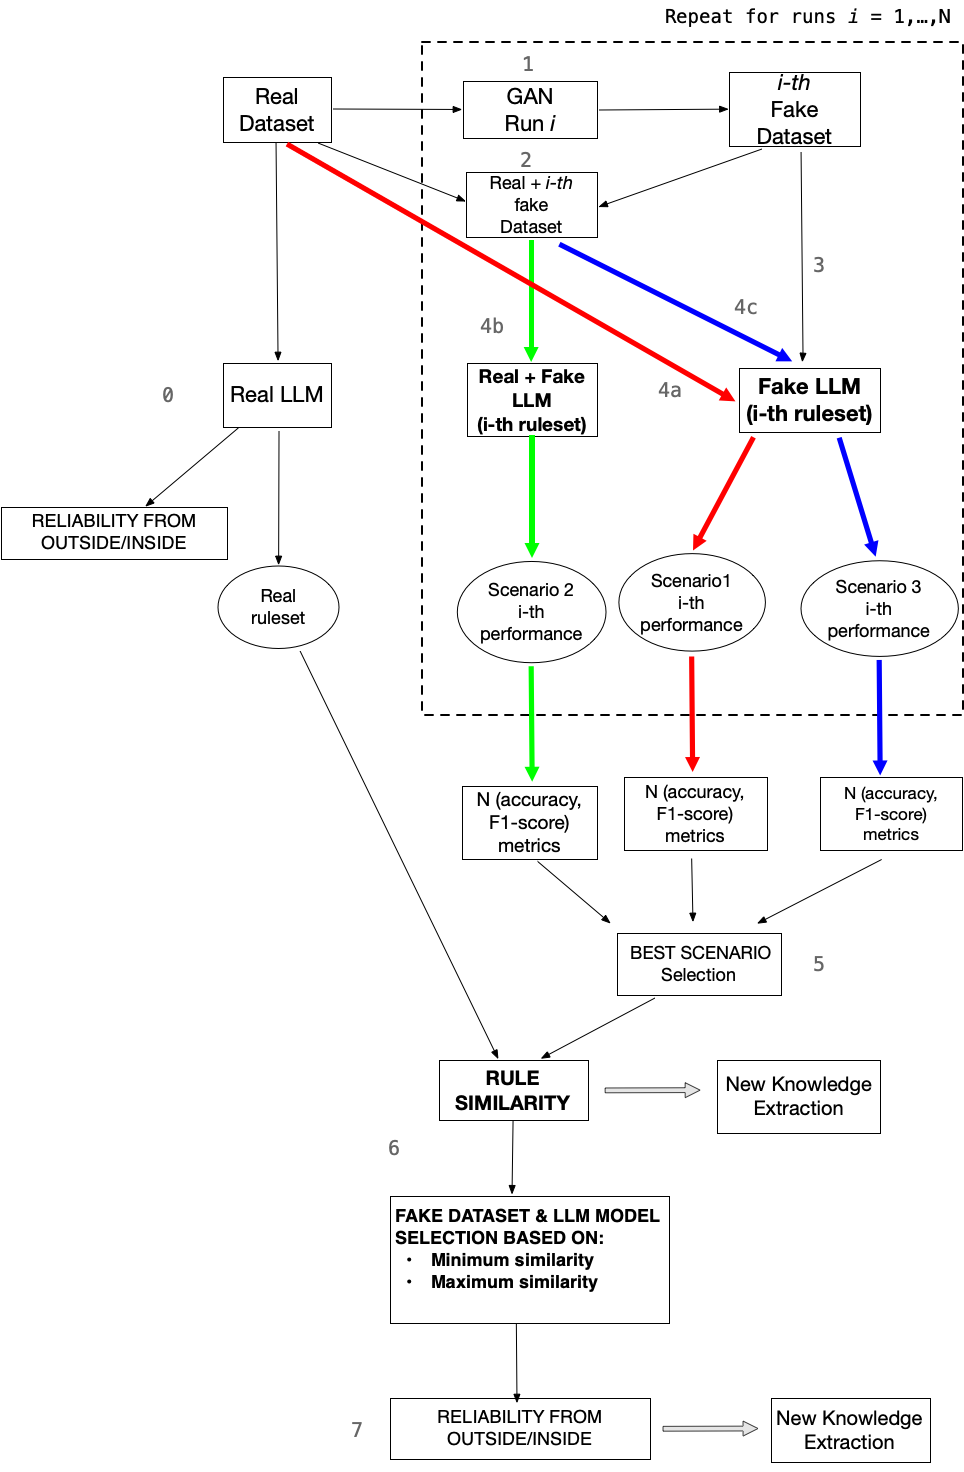 Repeat for runs i = 1,…,N
1
Real
Dataset
GAN
Run i
i-th
Fake
Dataset
2
Real + i-th
fake
Dataset
3
4c
4b
4a
0
Real LLM
Real + Fake
LLM
(i-th ruleset)
Fake LLM
(i-th ruleset)
RELIABILITY FROM
OUTSIDE/INSIDE
Real
ruleset
Scenario 2
i-th
performance
Scenario1
i-th
performance
Scenario 3
i-th
performance
N (accuracy,
F1-score)
metrics
N (accuracy,
F1-score)
metrics
N (accuracy,
F1-score)
metrics
BEST SCENARIO
Selection
5
RULE
SIMILARITY
New Knowledge
Extraction
6
FAKE DATASET & LLM MODEL
SELECTION BASED ON:
• Minimum similarity
• Maximum similarity
7
RELIABILITY FROM
OUTSIDE/INSIDE
New Knowledge
Extraction